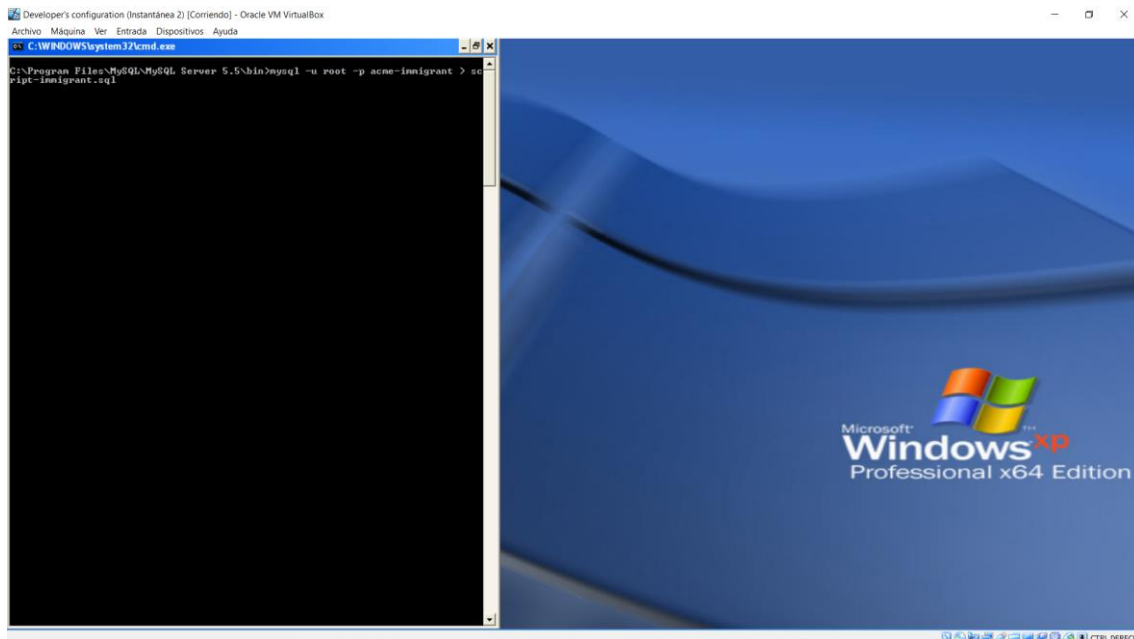 Developer's configuration (Instantánea 2) [Corriendo] - Oracle VM VirtualBox
Archivo Máquina Ver Entrada Dispositivos Ayuda
C:\WINDOWS\system32\cmd.exe
C:\Program Files\MySQL\MySQL Server 5.5\bin>mysql -u root -p acme-immigrant > sc
ript-immigrant.sql
Microsoft
Windows xp
Professional x64 Edition
CTRL DERECHA